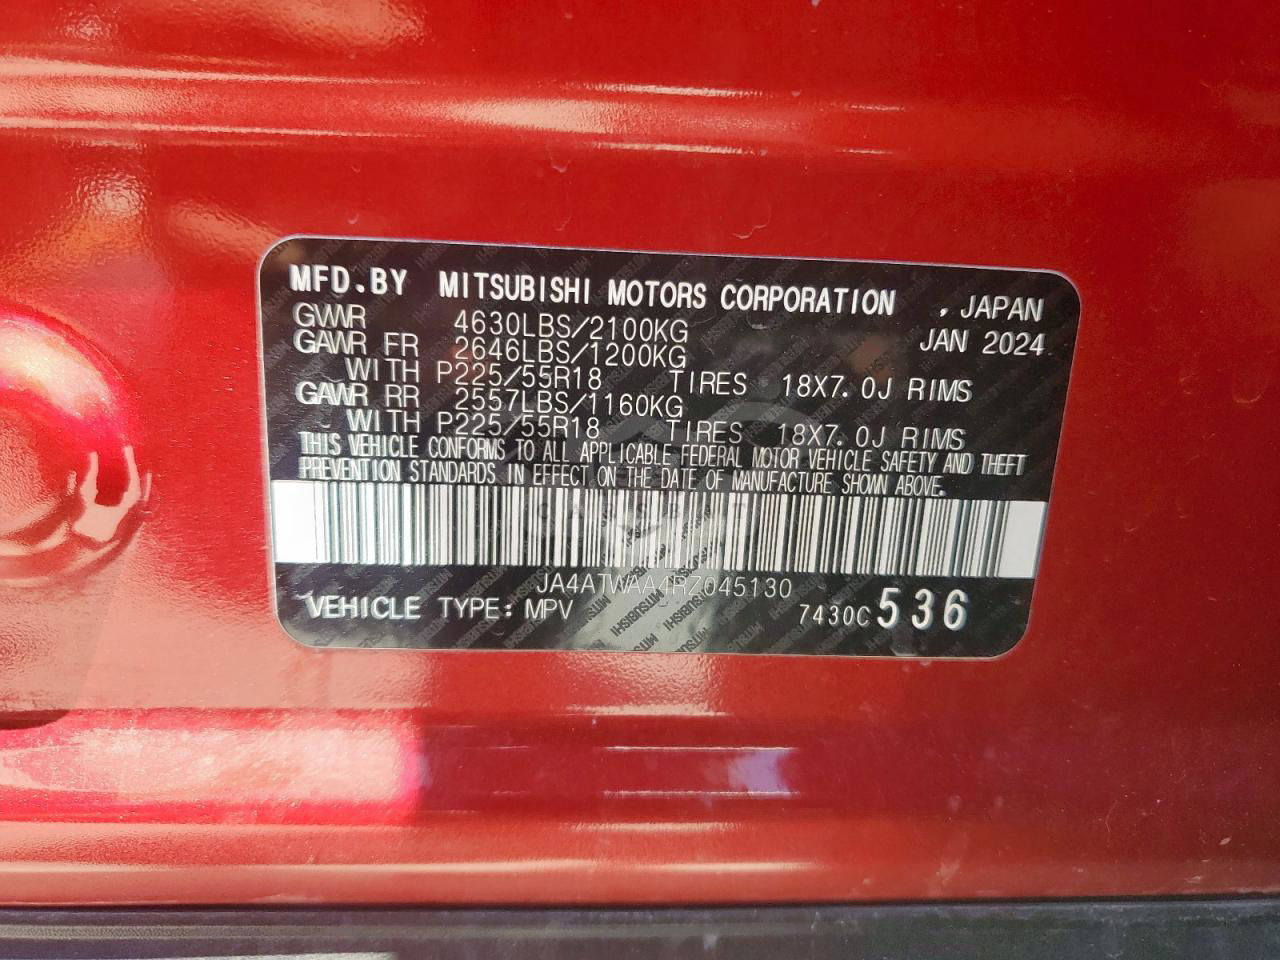 MFD.BY MITSUBISHI MOTORS CORPORATION , JAPAN
GVWR 4630LBS/2100KG JAN 2024
GAWR FR 2646LBS/1200KG
WITH P225/55R18 TIRES 18X7.0J RIMS
GAWR RR 2557LBS/1160KG
WITH P225/55R18 TIRES 18X7.0J RIMS
THIS VEHICLE CONFORMS TO ALL APPLICABLE FEDERAL MOTOR VEHICLE SAFETY AND THEFT
PREVENTION STANDARDS IN EFFECT ON THE DATE OF MANUFACTURE SHOWN ABOVE.
JA4ATWAA4RZ045130
VEHICLE TYPE: MPV 7430C 536